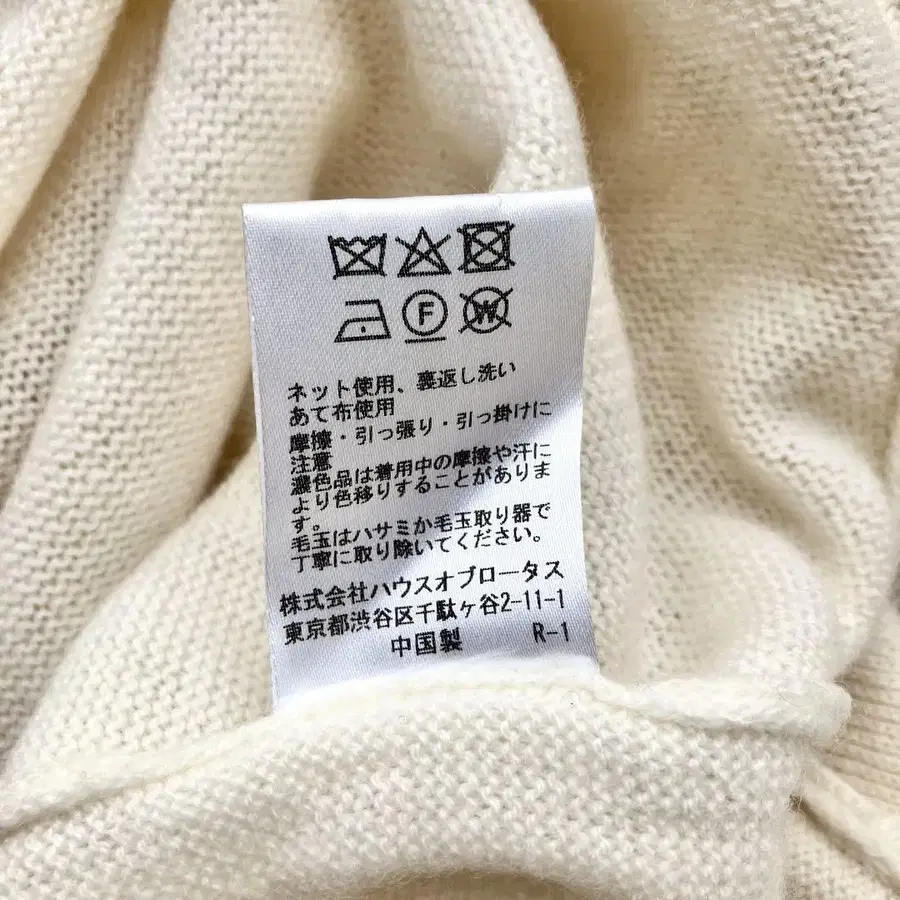 F W
ネット使用、裏返し洗い
あて布使用
摩擦・引っ張り・引っ掛けに
注意
濃色品は着用中の摩擦や汗に
より色移りすることがありま
す。
毛玉はハサミか毛玉取り器で
丁寧に取り除いてください。
株式会社ハウスオブロータス
東京都渋谷区千駄ヶ谷2-11-1
中国製 R-1